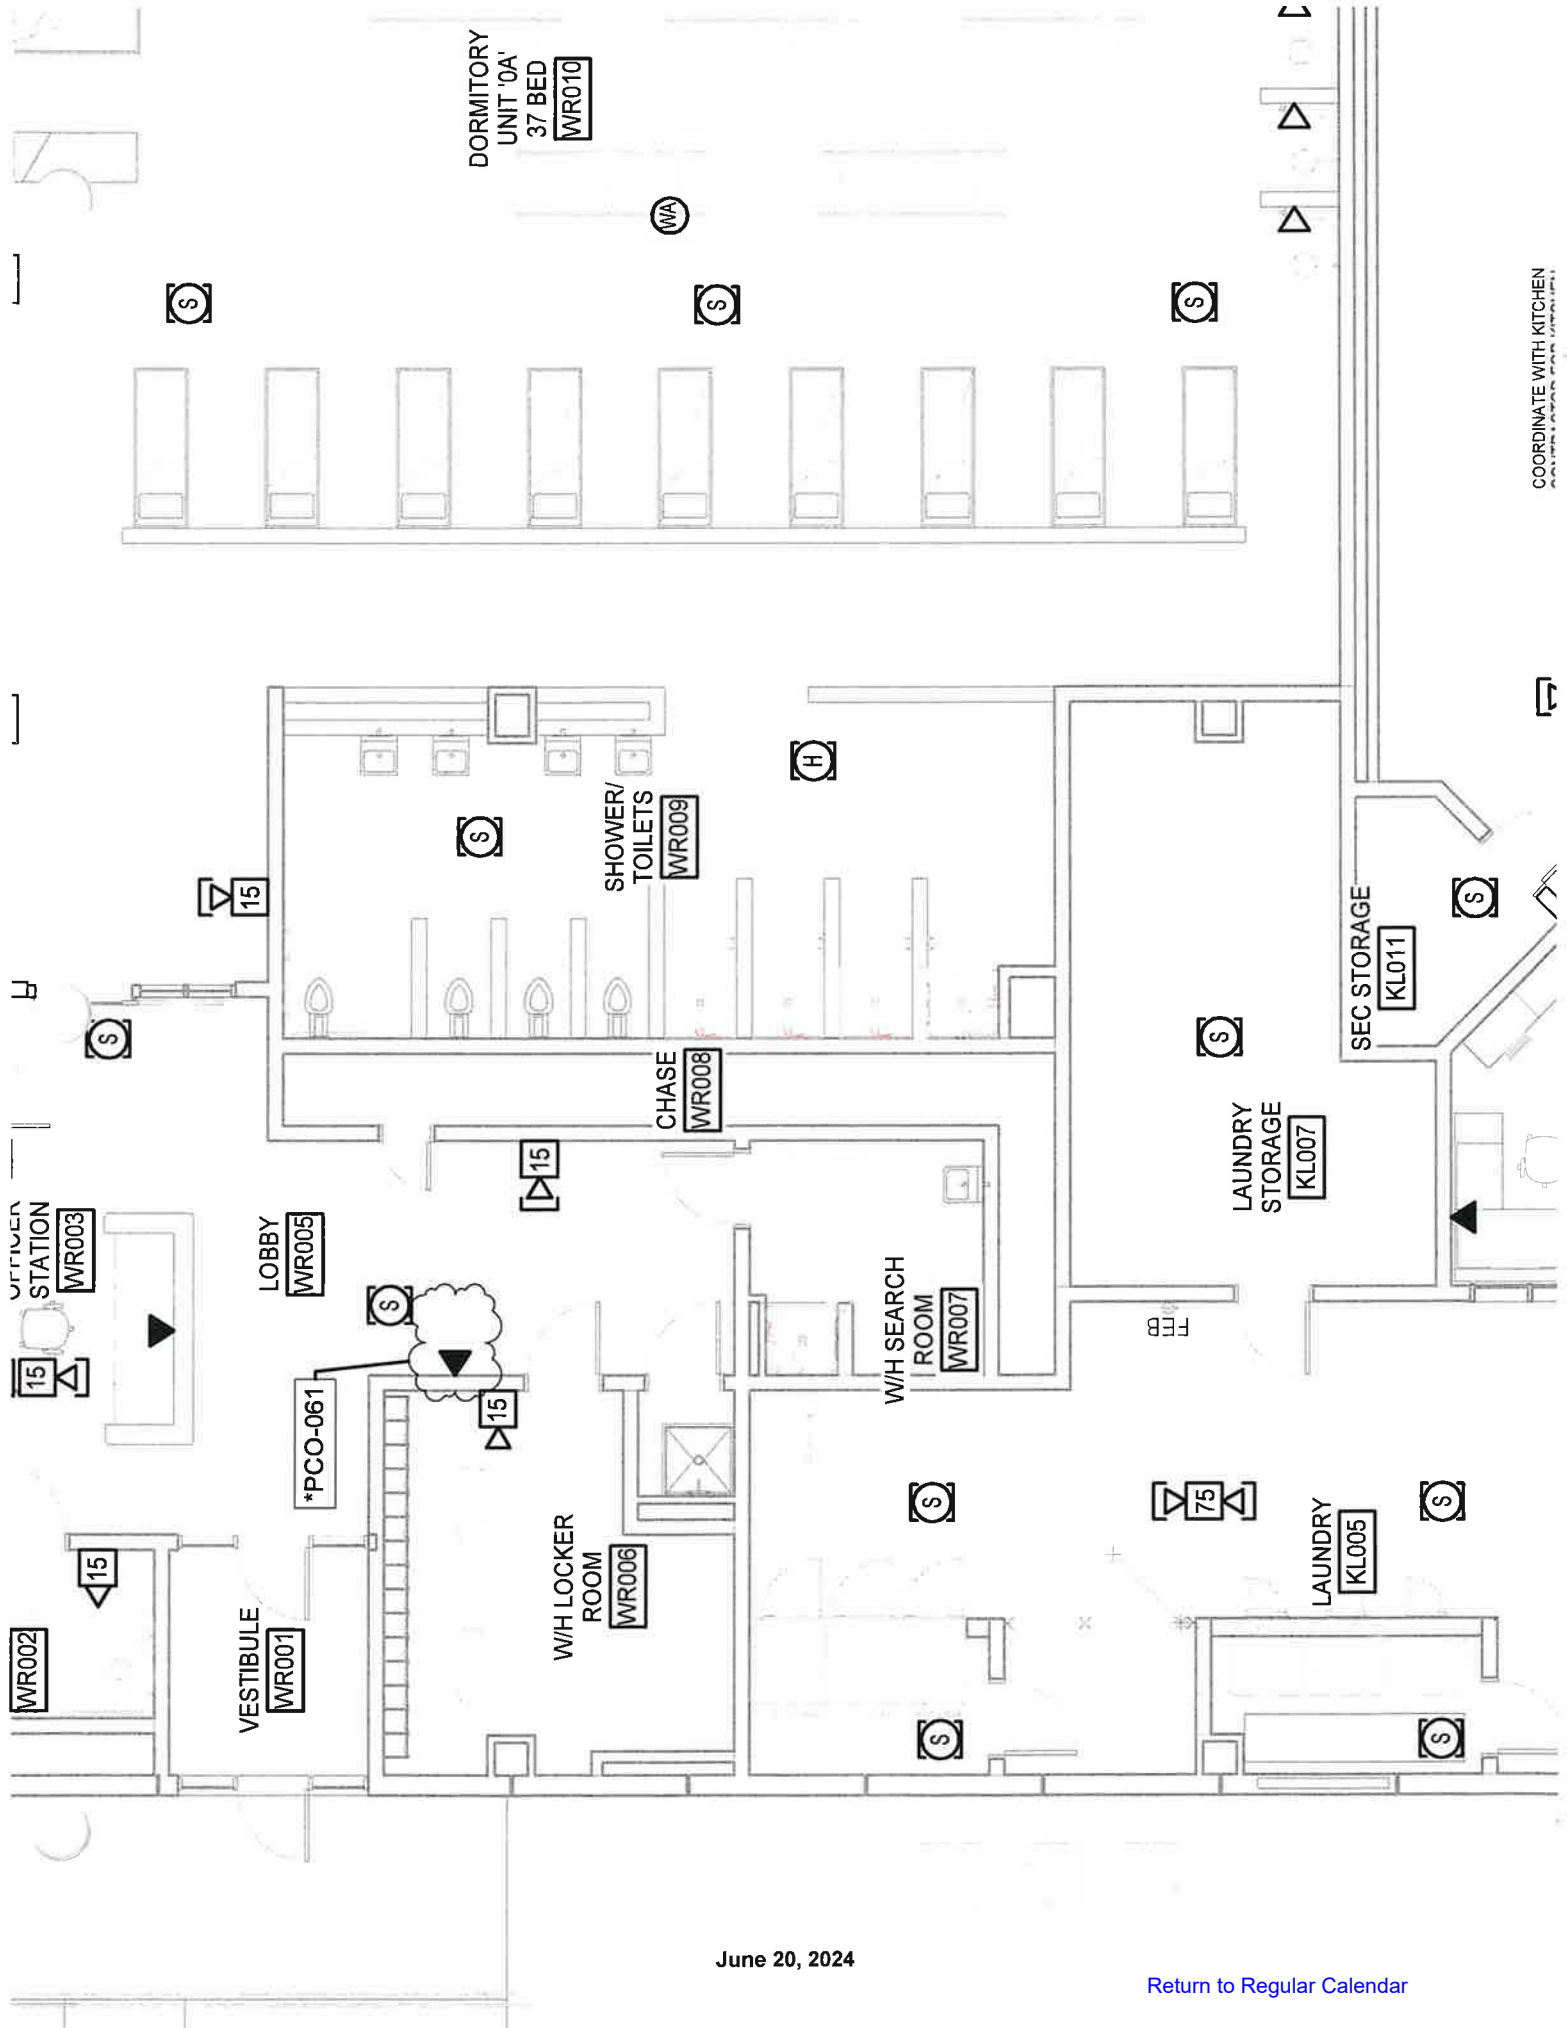 DORMITORY
UNIT '0A'
37 BED
WR010
WA
S
S
S
COORDINATE WITH KITCHEN
SHOWER/
TOILETS
WR009
S
H
15
S
CHASE
WR008
SEC STORAGE
KL011
S
LAUNDRY
STORAGE
KL007
S
STATION
WR003
15
LOBBY
WR005
S
15
*PCO-061
15
W/H SEARCH
ROOM
WR007
FEB
WR002
15
VESTIBULE
WR001
W/H LOCKER
ROOM
WR006
S
75
LAUNDRY
KL005
S
S
S
June 20, 2024
Return to Regular Calendar